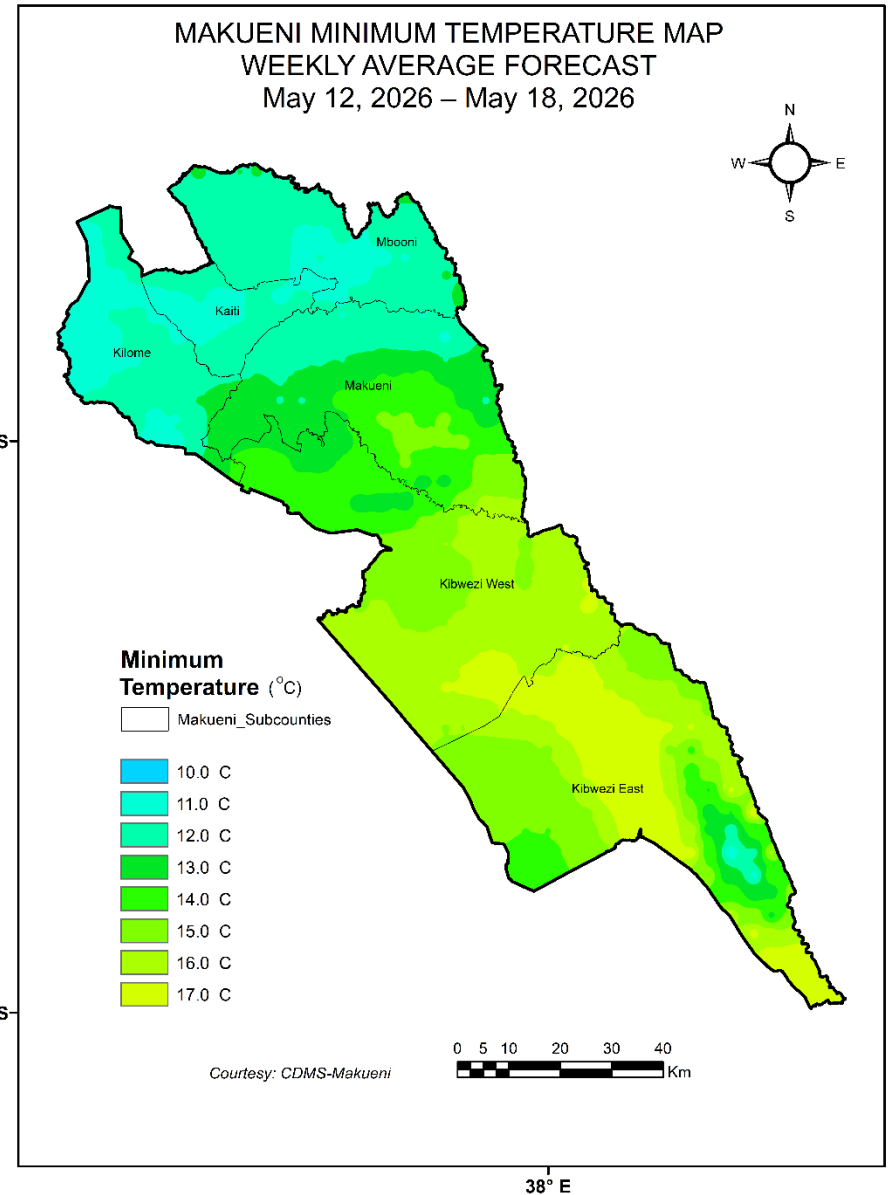 MAKUENI MINIMUM TEMPERATURE MAP
WEEKLY AVERAGE FORECAST
May 12, 2026 – May 18, 2026
N
W E
S
Mbooni
Kaiti
Kilome
Makueni
S
Kibwezi West
Kibwezi East
Minimum
Temperature (°C)
Makueni_Subcounties
10.0 C
11.0 C
12.0 C
13.0 C
14.0 C
15.0 C
16.0 C
17.0 C
S
Courtesy: CDMS-Makueni
0 5 10 20 30 40
Km
38° E